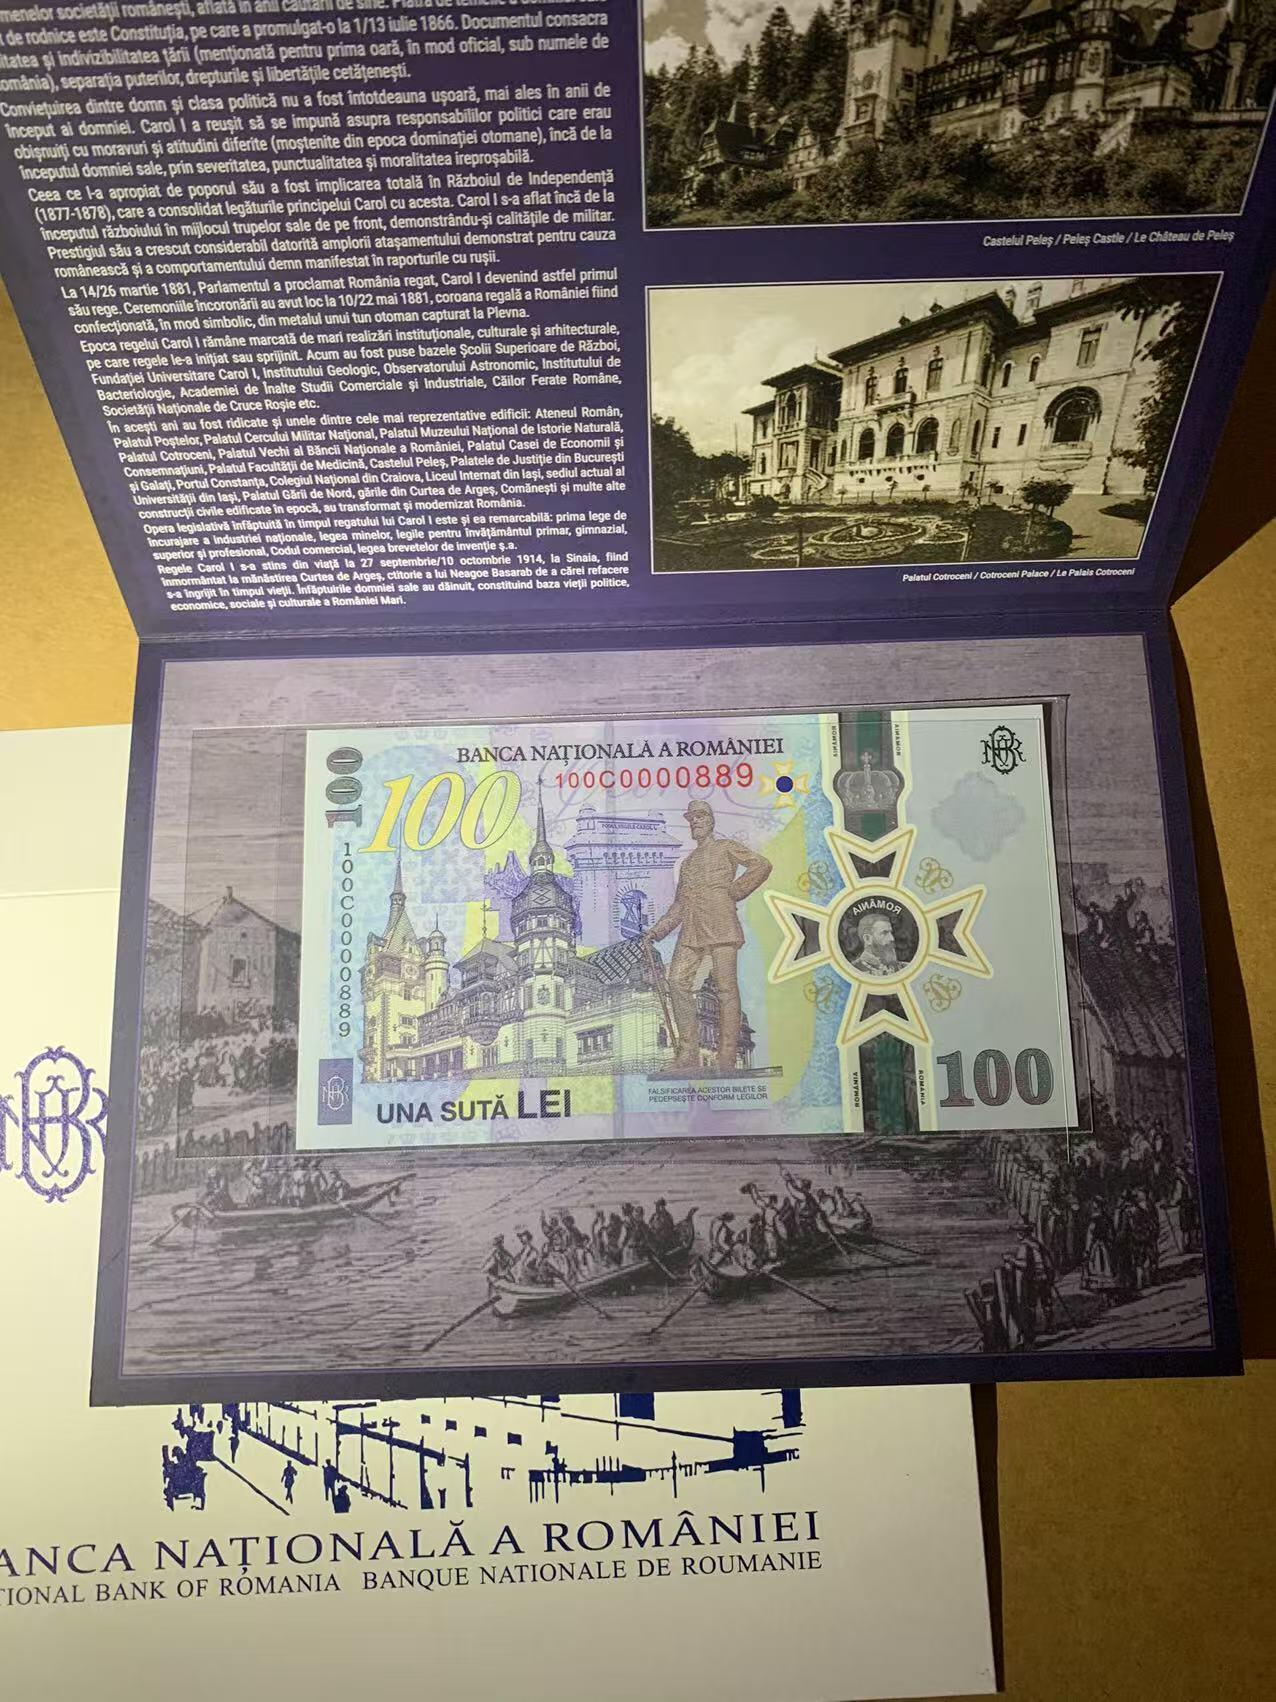 menelor societății românești, aflată în anii căutării de sine. Piatra de temelie a
de rodnice este Constituția, pe care a promulgat-o la 1/13 iulie 1866. Documentul consacra
itatea și indivizibilitatea țării (menționată pentru prima oară, în mod oficial, sub numele de
omânia), separația puterilor, drepturile și libertățile cetățenești.
Conviețuirea dintre domn și clasa politică nu a fost întotdeauna ușoară, mai ales în anii de
început ai domniei. Carol I a reușit să se impună asupra responsabililor politici care erau
obișnuiți cu moravuri și atitudini diferite (moștenite din epoca dominației otomane), încă de la
începutul domniei sale, prin severitatea, punctualitatea și moralitatea ireproșabilă.
Ceea ce l-a apropiat de poporul său a fost implicarea totală în Războiul de Independență
(1877-1878), care a consolidat legăturile principelui Carol cu acesta. Carol I s-a aflat încă de la
începutul războiului în mijlocul trupelor sale de pe front, demonstrându-și calitățile de militar.
Prestigiul său a crescut considerabil datorită amplorii atașamentului demonstrat pentru cauza
românească și a comportamentului demn manifestat în raporturile cu rușii.
La 14/26 martie 1881, Parlamentul a proclamat România regat, Carol I devenind astfel primul
său rege. Ceremoniile încoronării au avut loc la 10/22 mai 1881, coroana regală a României fiind
confecționată, în mod simbolic, din metalul unui tun otoman capturat la Plevna.
Epoca regelui Carol I rămâne marcată de mari realizări instituționale, culturale și arhitecturale,
pe care regele le-a inițiat sau sprijinit. Acum au fost puse bazele Școlii Superioare de Război,
Fundației Universitare Carol I, Institutului Geologic, Observatorului Astronomic, Institutului de
Bacteriologie, Academiei de Înalte Studii Comerciale și Industriale, Căilor Ferate Române,
Societății Naționale de Cruce Roșie etc.
În acești ani au fost ridicate și unele dintre cele mai reprezentative edificii: Ateneul Român,
Palatul Poștelor, Palatul Cercului Militar Național, Palatul Muzeului Național de Istorie Naturală,
Palatul Cotroceni, Palatul Vechi al Băncii Naționale a României, Palatul Casei de Economii și
Consemnațiuni, Palatul Facultății de Medicină, Castelul Peleș, Palatele de Justiție din București
și Galați, Portul Constanța, Colegiul Național din Craiova, Liceul Internat din Iași, sediul actual al
Universității din Iași, Palatul Gării de Nord, gările din Curtea de Argeș, Comănești și multe alte
construcții civile edificate în epocă, au transformat și modernizat România.
Opera legislativă înfăptuită în timpul regatului lui Carol I este și ea remarcabilă: prima lege de
încurajare a industriei naționale, legea minelor, legile pentru învățământul primar, gimnazial,
superior și profesional, Codul comercial, legea brevetelor de invenție ș.a.
Regele Carol I s-a stins din viață la 27 septembrie/10 octombrie 1914, la Sinaia, fiind
înmormântat la mănăstirea Curtea de Argeș, ctitorie a lui Neagoe Basarab de a cărei refacere
s-a îngrijit în timpul vieții. Înfăptuirile domniei sale au dăinuit, constituind baza vieții politice,
economice, sociale și culturale a României Mari.
Castelul Peleș / Peleș Castle / Le Château de Peleș
Palatul Cotroceni / Cotroceni Palace / Le Palais Cotroceni
BANCA NAȚIONALĂ A ROMÂNIEI
100C0000889
100
100
100C0000889
ROMÂNIA
ROMÂNIA
ROMÂNIA
ROMÂNIA
ROMANIA
FALSIFICAREA ACESTOR BILETE SE
PEDEPSEȘTE CONFORM LEGILOR
UNA SUTĂ LEI
100
ANCA NAȚIONALĂ A ROMÂNIEI
TIONAL BANK OF ROMANIA BANQUE NATIONALE DE ROUMANIE